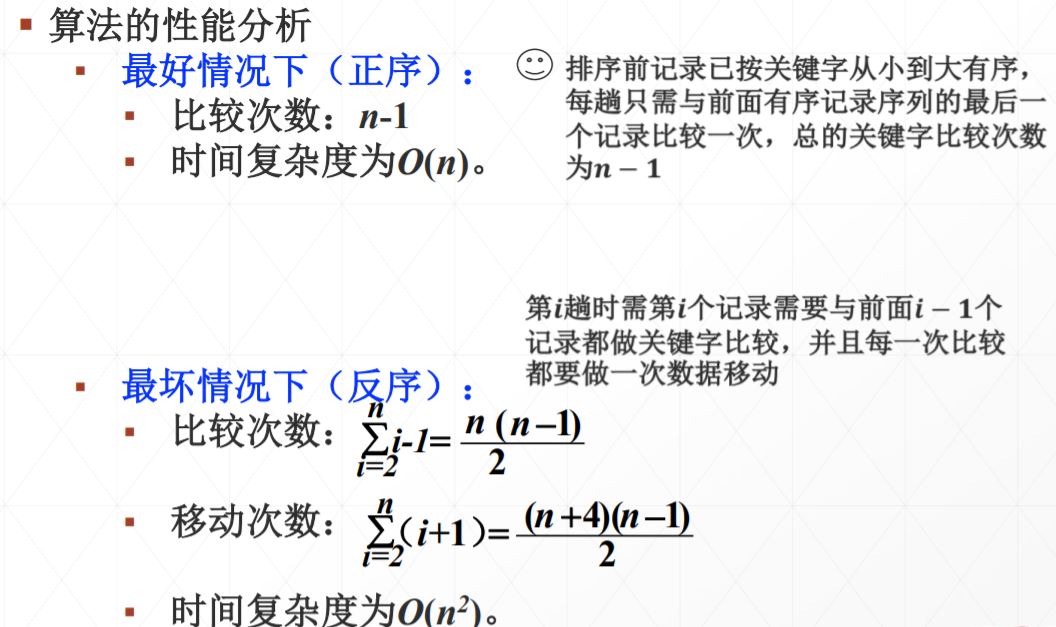 算法的性能分析
最好情况下（正序）：
比较次数：n-1
时间复杂度为O(n)。
排序前记录已按关键字从小到大有序，
每趟只需与前面有序记录序列的最后一
个记录比较一次，总的关键字比较次数
为n − 1
第i趟时需第i个记录需要与前面i − 1个
记录都做关键字比较，并且每一次比较
都要做一次数据移动
最坏情况下（反序）：
比较次数：∑_{i=2}^{n} i-1= n (n−1) / 2
移动次数：∑_{i=2}^{n}（i+1）= (n+4)(n−1) / 2
时间复杂度为O(n²)。